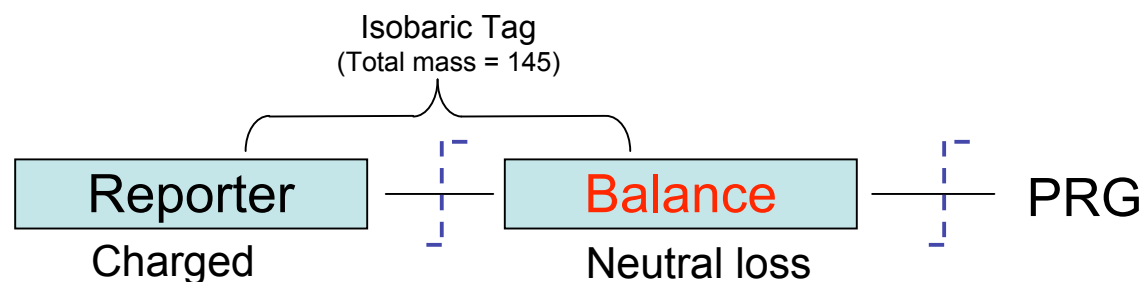 Isobaric Tag
(Total mass = 145)
Reporter
Balance
PRG
Charged
Neutral loss